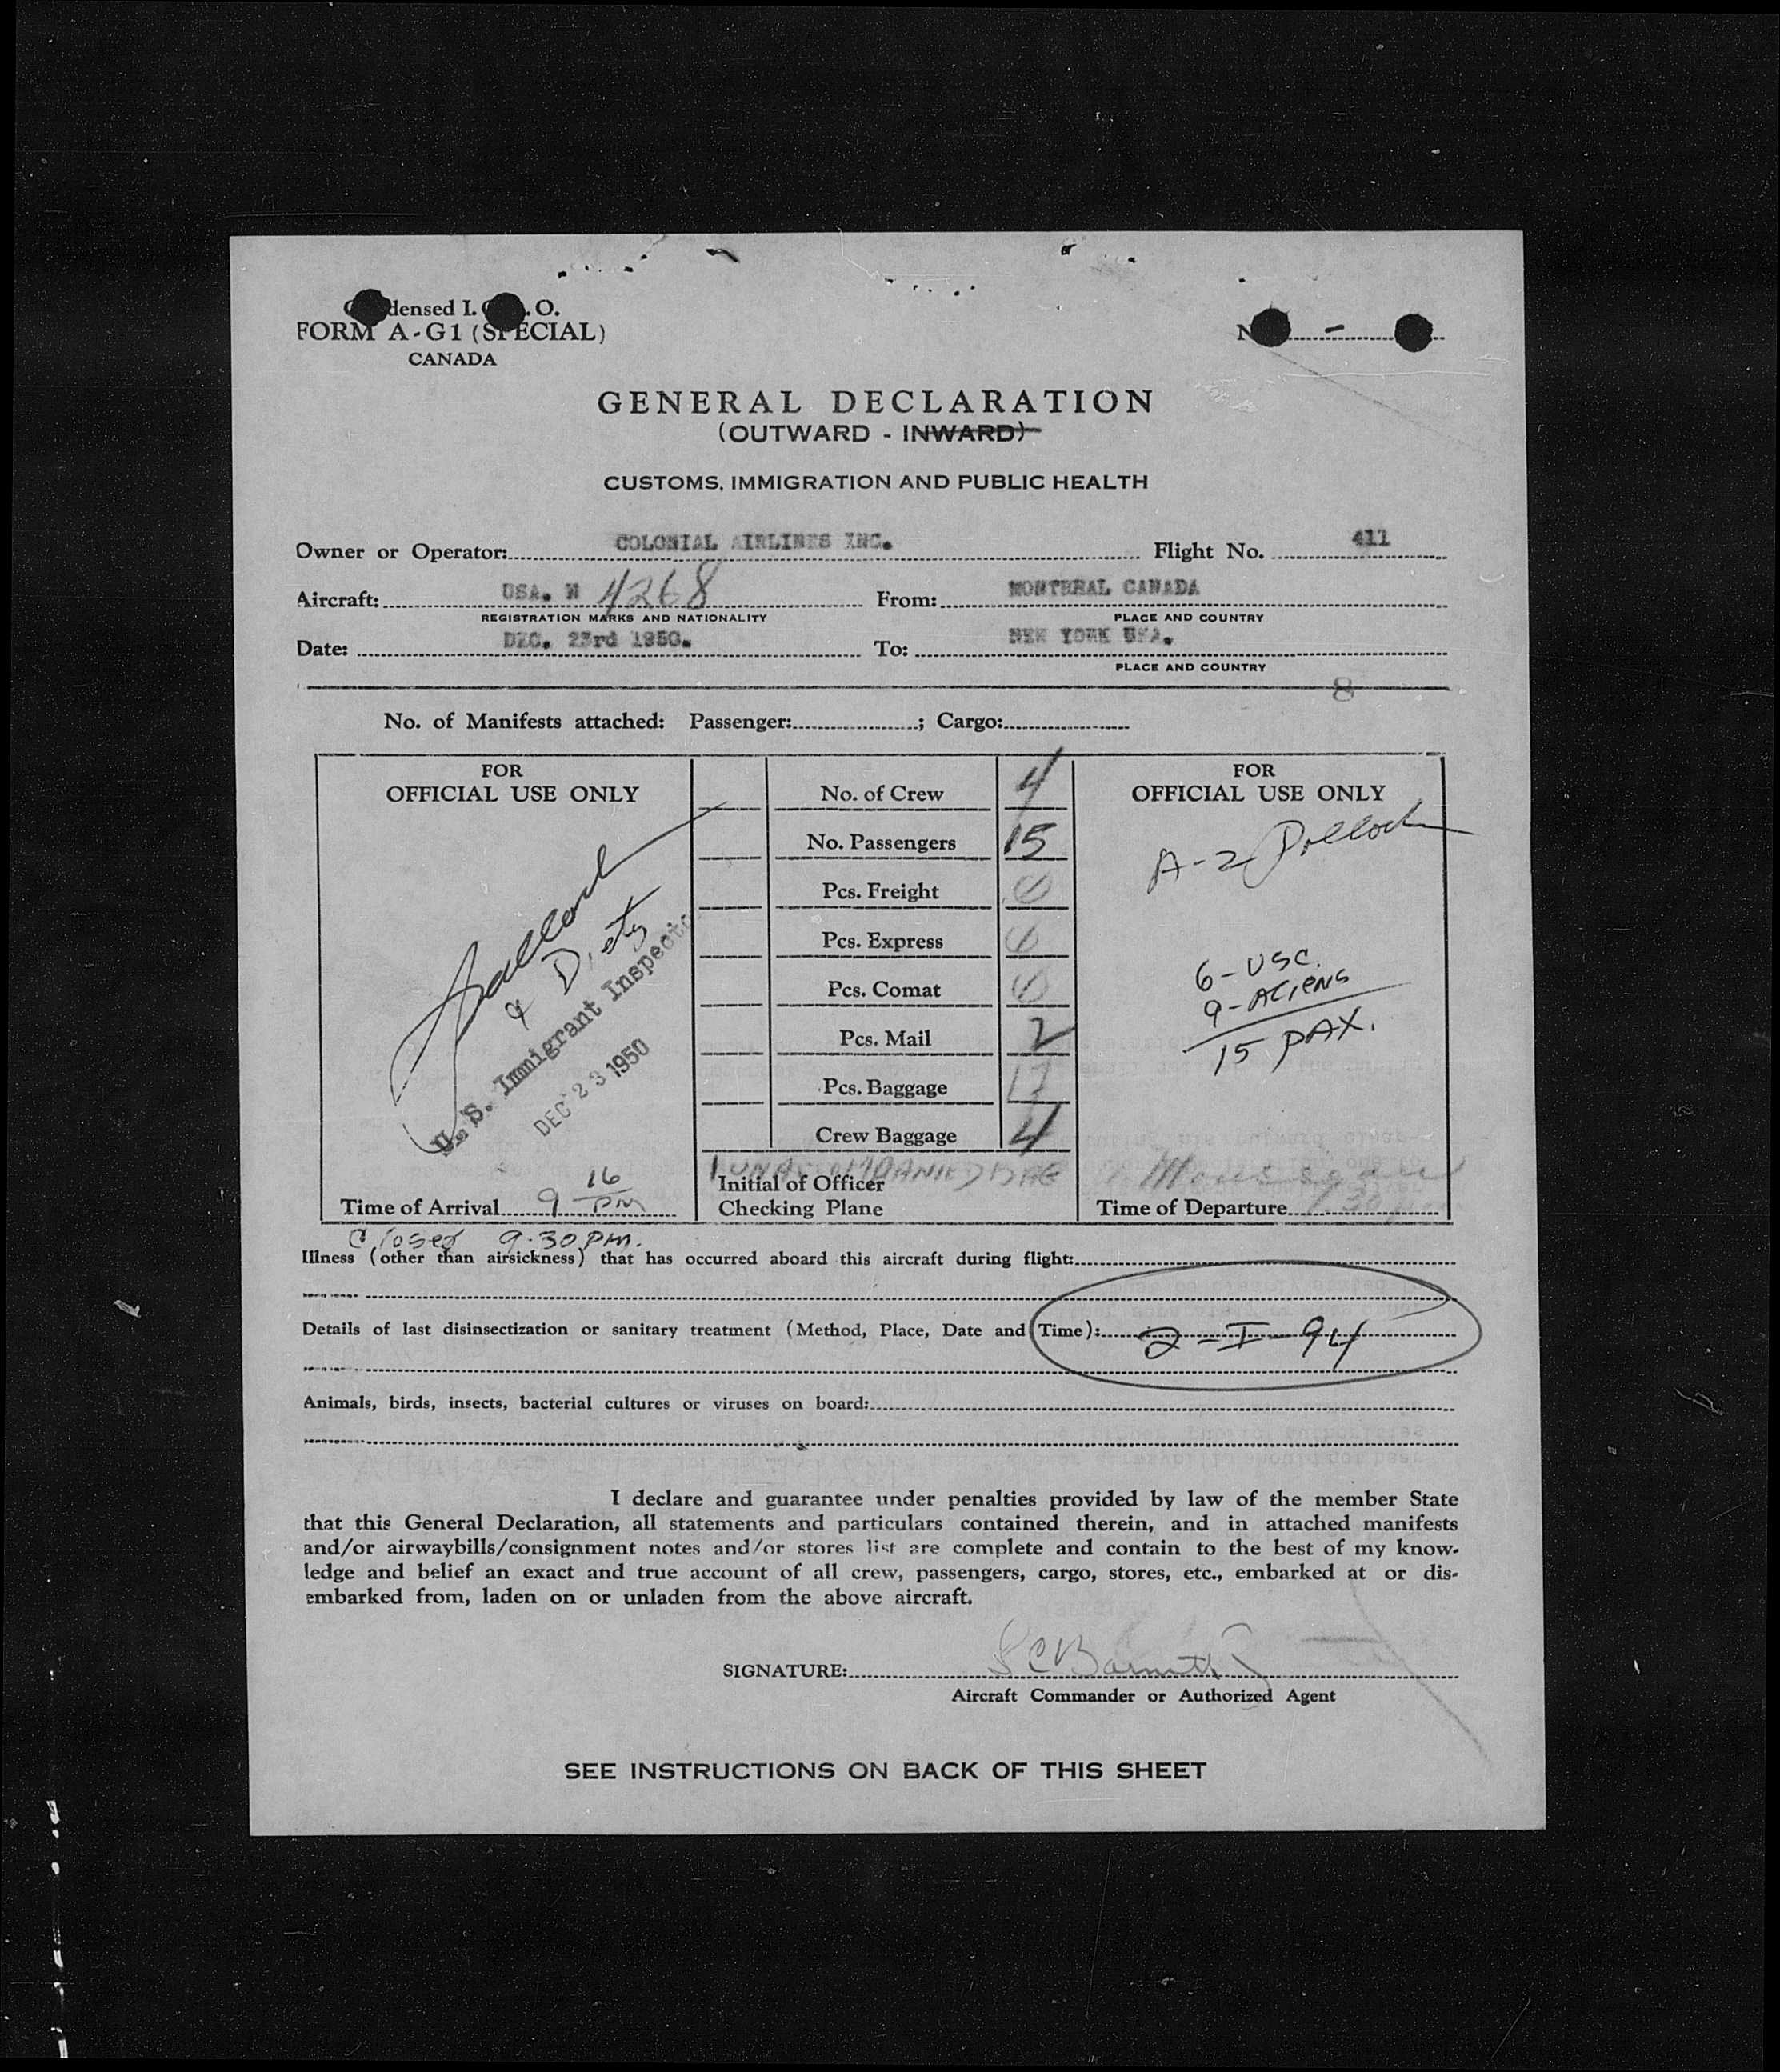 densed I. . O.
FORM A-G1 (SPECIAL)
CANADA
N -
GENERAL DECLARATION
(OUTWARD - INWARD)
CUSTOMS, IMMIGRATION AND PUBLIC HEALTH
Owner or Operator: COLONIAL AIRLINES INC. Flight No. 411
Aircraft: USA. N 4268 From: MONTREAL CANADA
REGISTRATION MARKS AND NATIONALITY PLACE AND COUNTRY
Date: DEC. 23rd 1950. To: NEW YORK USA.
PLACE AND COUNTRY
8
No. of Manifests attached: Passenger: ; Cargo:
FOR
OFFICIAL USE ONLY
& Diety
U.S. Immigrant Inspector
DEC 23 1950
Time of Arrival 9 16 PM
No. of Crew 4
No. Passengers 15
Pcs. Freight 0
Pcs. Express 0
Pcs. Comat 0
Pcs. Mail 2
Pcs. Baggage 17
Crew Baggage 4
1 UNACCOMPANIED BAG
Initial of Officer
Checking Plane
FOR
OFFICIAL USE ONLY
A-2 Pollock
6-USC.
9-ALIENS
15 PAX.
Time of Departure
Closed 9.30 PM.
Illness (other than airsickness) that has occurred aboard this aircraft during flight:
Details of last disinsectization or sanitary treatment (Method, Place, Date and Time): 2-I-94
Animals, birds, insects, bacterial cultures or viruses on board:
I declare and guarantee under penalties provided by law of the member State
that this General Declaration, all statements and particulars contained therein, and in attached manifests
and/or airwaybills/consignment notes and/or stores list are complete and contain to the best of my know-
ledge and belief an exact and true account of all crew, passengers, cargo, stores, etc., embarked at or dis-
embarked from, laden on or unladen from the above aircraft.
SIGNATURE:
Aircraft Commander or Authorized Agent
SEE INSTRUCTIONS ON BACK OF THIS SHEET